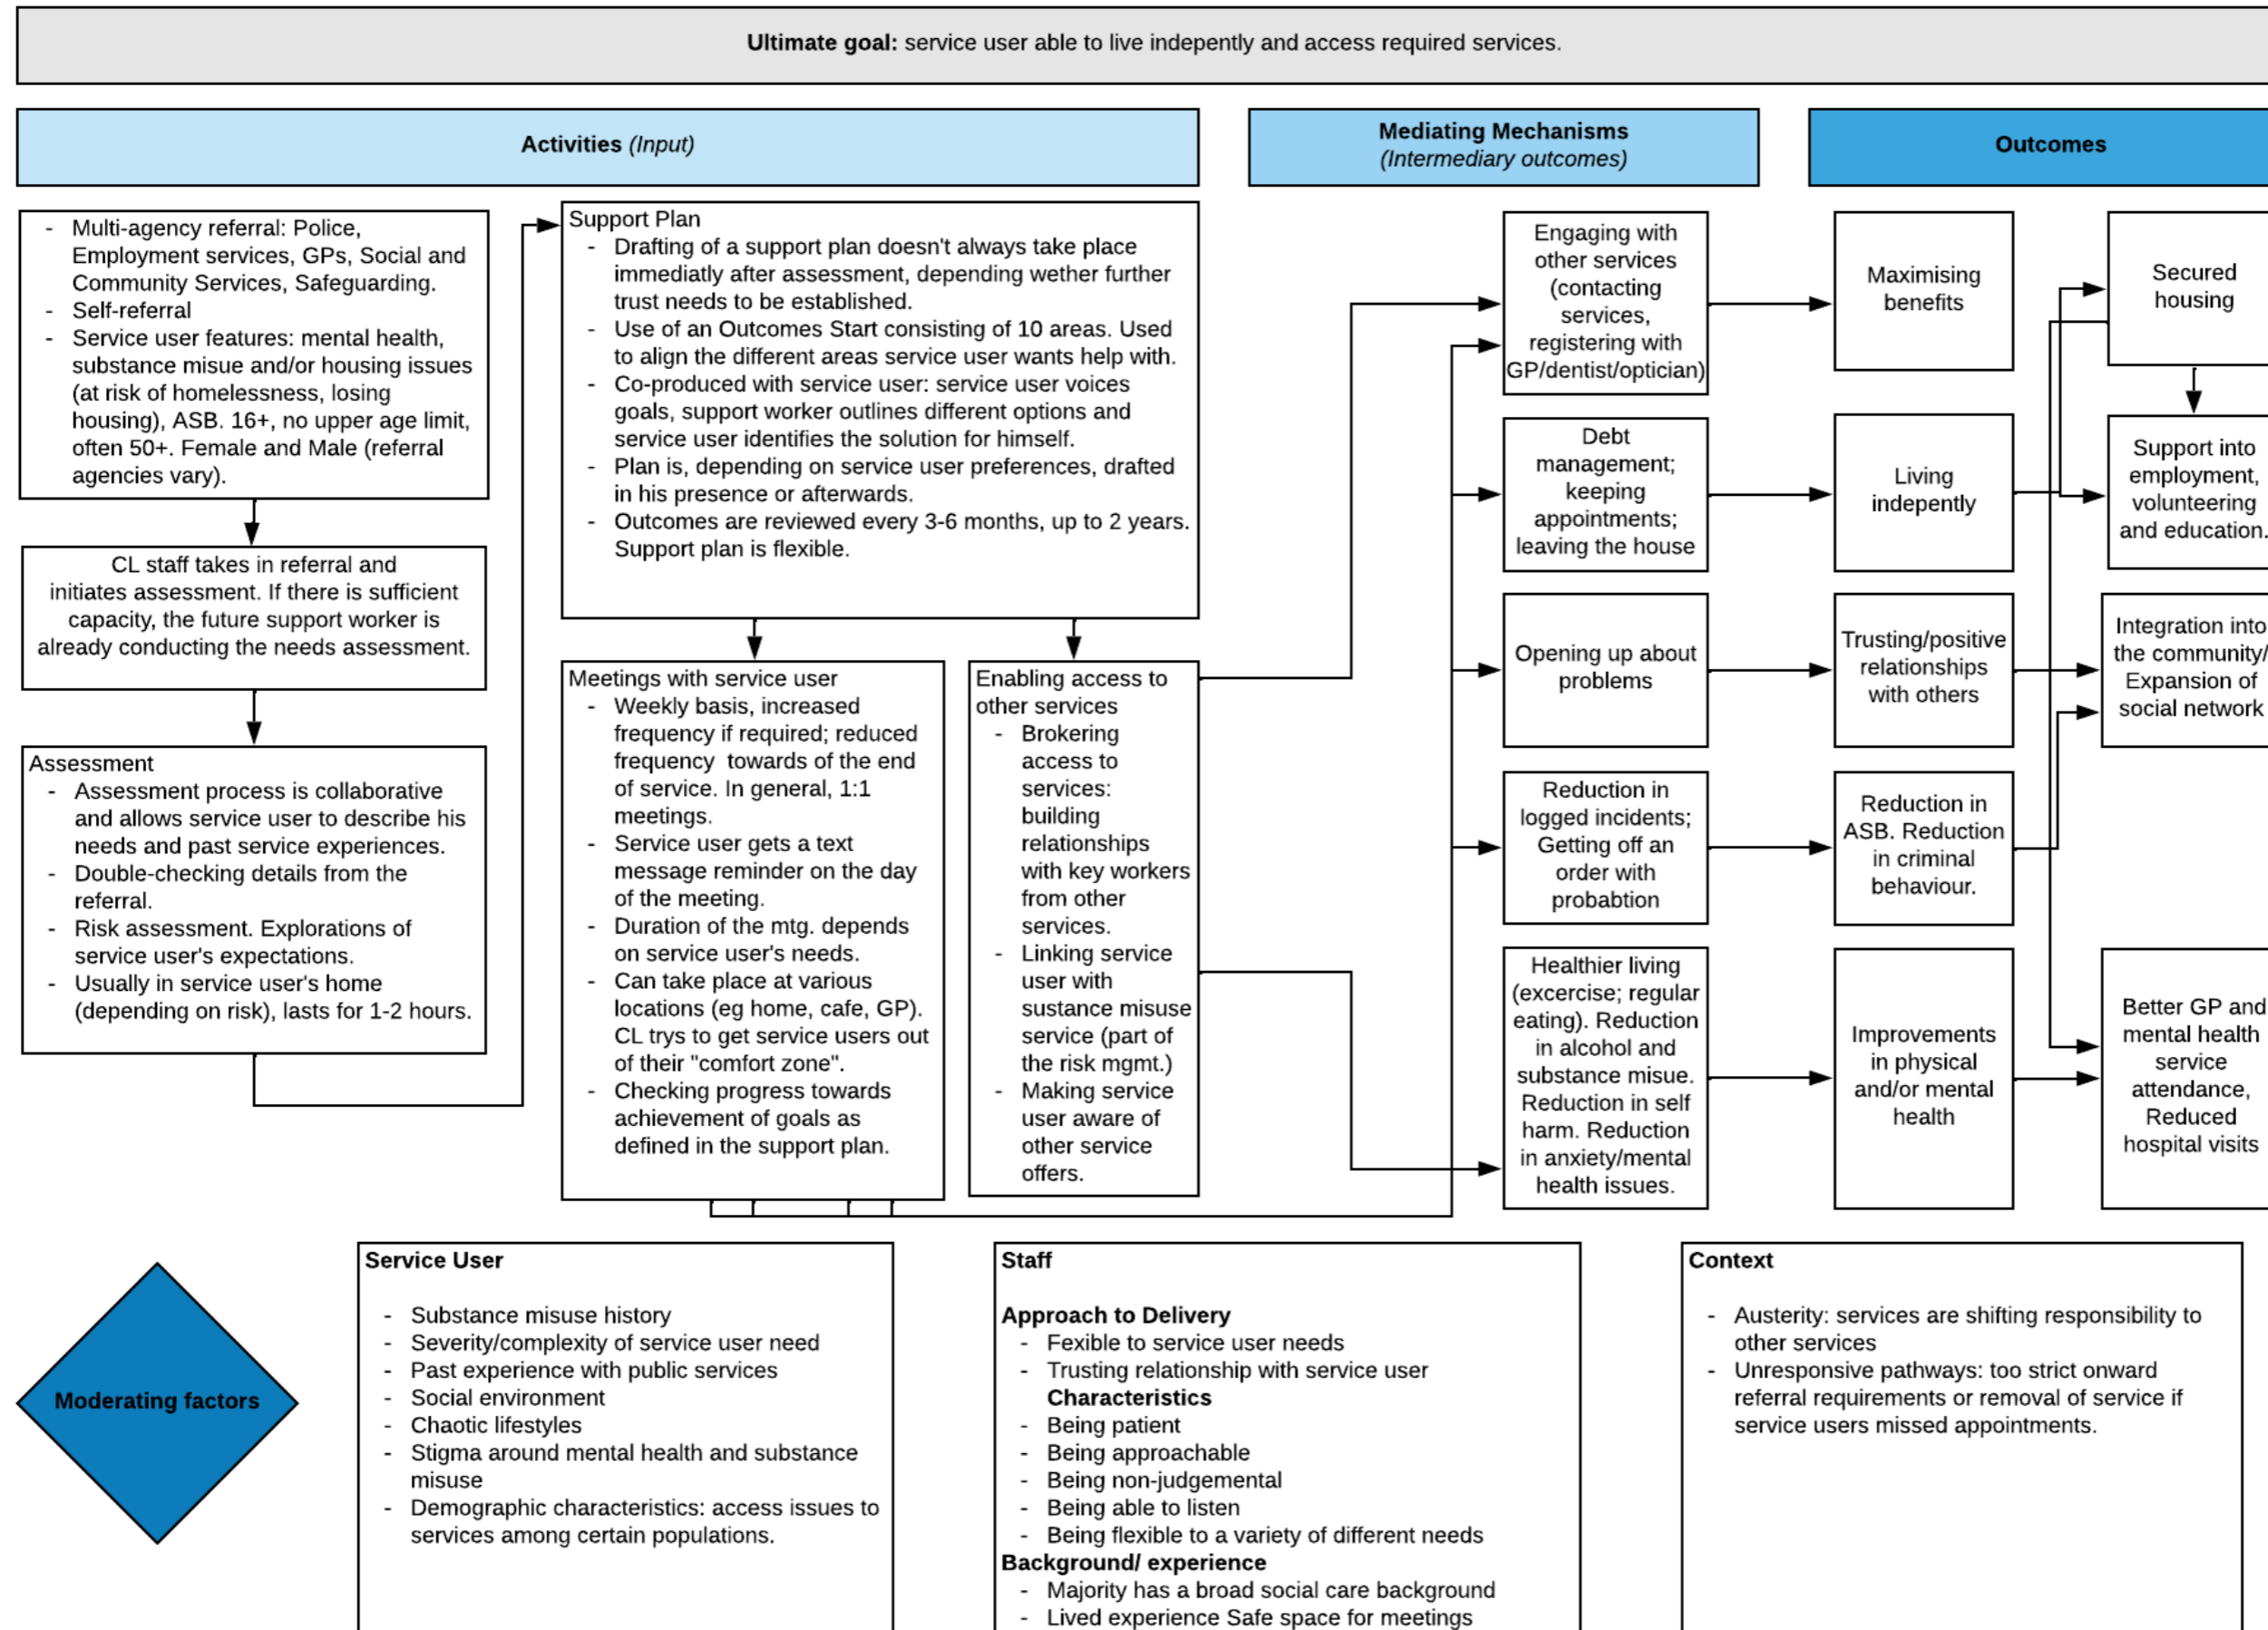 Ultimate goal: service user able to live indepently and access required services.
Activities (Input)
Mediating Mechanisms
(Intermediary outcomes)
Outcomes
- Multi-agency referral: Police,
Employment services, GPs, Social and
Community Services, Safeguarding.
- Self-referral
- Service user features: mental health,
substance misue and/or housing issues
(at risk of homelessness, losing
housing), ASB. 16+, no upper age limit,
often 50+. Female and Male (referral
agencies vary).
CL staff takes in referral and
initiates assessment. If there is sufficient
capacity, the future support worker is
already conducting the needs assessment.
Assessment
- Assessment process is collaborative
and allows service user to describe his
needs and past service experiences.
- Double-checking details from the
referral.
- Risk assessment. Explorations of
service user's expectations.
- Usually in service user's home
(depending on risk), lasts for 1-2 hours.
Support Plan
- Drafting of a support plan doesn't always take place
immediatly after assessment, depending wether further
trust needs to be established.
- Use of an Outcomes Start consisting of 10 areas. Used
to align the different areas service user wants help with.
- Co-produced with service user: service user voices
goals, support worker outlines different options and
service user identifies the solution for himself.
- Plan is, depending on service user preferences, drafted
in his presence or afterwards.
- Outcomes are reviewed every 3-6 months, up to 2 years.
Support plan is flexible.
Meetings with service user
- Weekly basis, increased
frequency if required; reduced
frequency towards of the end
of service. In general, 1:1
meetings.
- Service user gets a text
message reminder on the day
of the meeting.
- Duration of the mtg. depends
on service user's needs.
- Can take place at various
locations (eg home, cafe, GP).
CL trys to get service users out
of their "comfort zone".
- Checking progress towards
achievement of goals as
defined in the support plan.
Enabling access to
other services
- Brokering
access to
services:
building
relationships
with key workers
from other
services.
- Linking service
user with
sustance misuse
service (part of
the risk mgmt.)
- Making service
user aware of
other service
offers.
Engaging with
other services
(contacting
services,
registering with
GP/dentist/optician)
Debt
management;
keeping
appointments;
leaving the house
Opening up about
problems
Reduction in
logged incidents;
Getting off an
order with
probabtion
Healthier living
(excercise; regular
eating). Reduction
in alcohol and
substance misue.
Reduction in self
harm. Reduction
in anxiety/mental
health issues.
Maximising
benefits
Living
indepently
Trusting/positive
relationships
with others
Reduction in
ASB. Reduction
in criminal
behaviour.
Improvements
in physical
and/or mental
health
Secured
housing
Support into
employment,
volunteering
and education.
Integration into
the community/
Expansion of
social network
Better GP and
mental health
service
attendance,
Reduced
hospital visits
Moderating factors
Service User
- Substance misuse history
- Severity/complexity of service user need
- Past experience with public services
- Social environment
- Chaotic lifestyles
- Stigma around mental health and substance
misuse
- Demographic characteristics: access issues to
services among certain populations.
Staff
Approach to Delivery
- Fexible to service user needs
- Trusting relationship with service user
Characteristics
- Being patient
- Being approachable
- Being non-judgemental
- Being able to listen
- Being flexible to a variety of different needs
Background/ experience
- Majority has a broad social care background
- Lived experience Safe space for meetings
Context
- Austerity: services are shifting responsibility to
other services
- Unresponsive pathways: too strict onward
referral requirements or removal of service if
service users missed appointments.